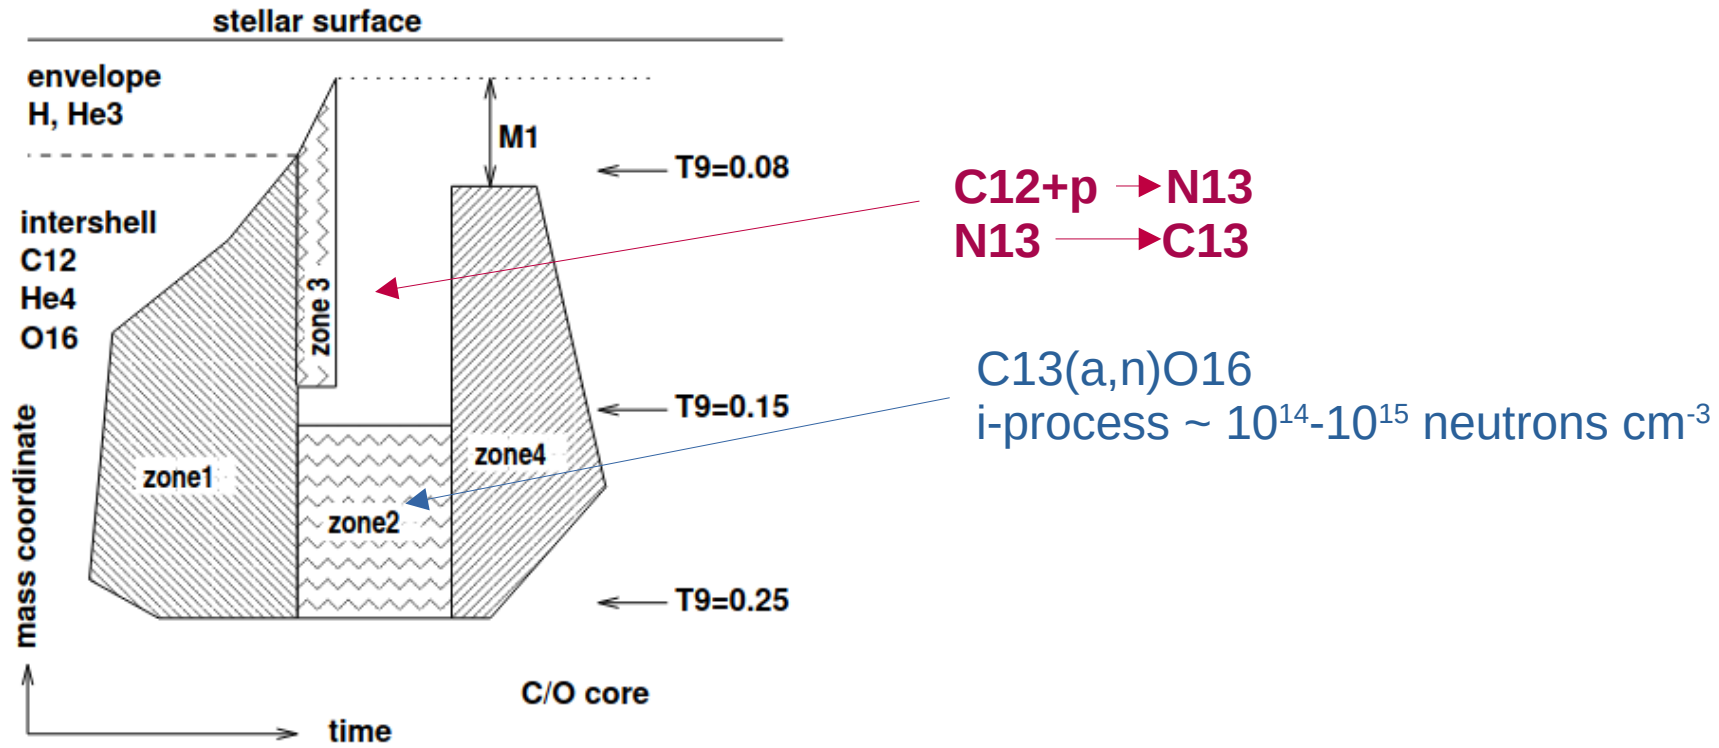 stellar surface
envelope
H, He3
M1
T9=0.08
C12+p → N13
N13 → C13
intershell
C12
He4
O16
zone 3
C13(a,n)O16
i-process ~ 10¹⁴-10¹⁵ neutrons cm⁻³
T9=0.15
zone1
zone4
zone2
T9=0.25
mass coordinate
C/O core
time